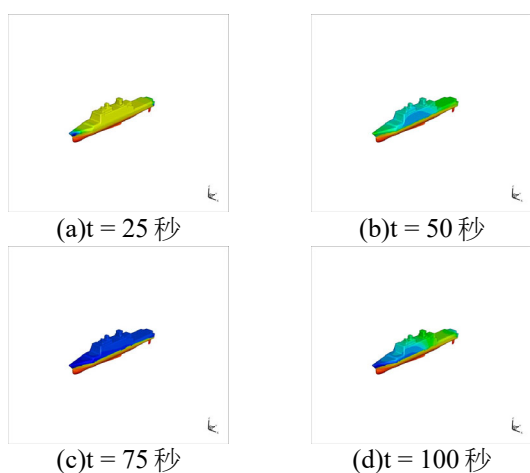 (a)t = 25 秒
(b)t = 50 秒
(c)t = 75 秒
(d)t = 100 秒